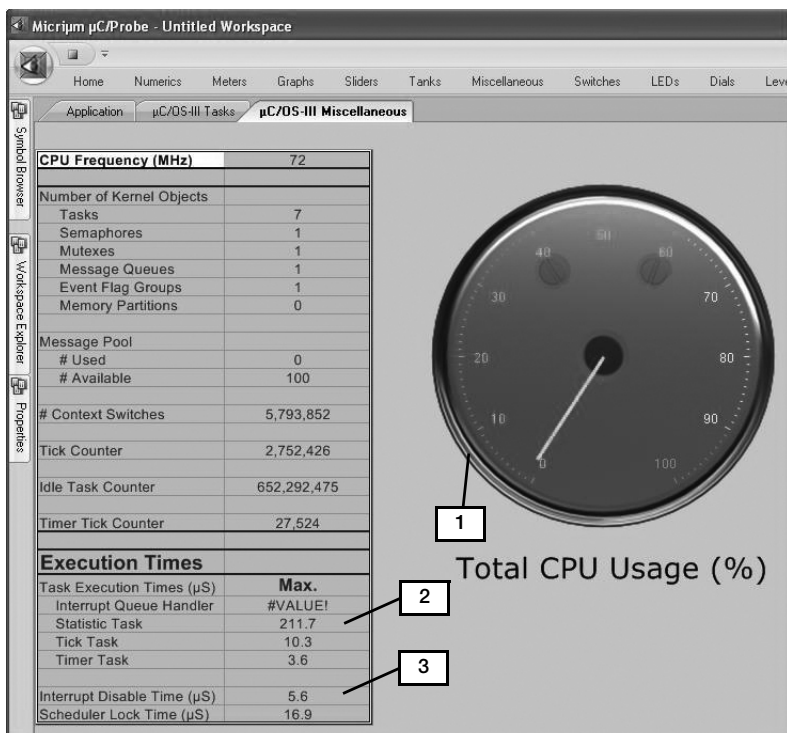 Micriµm µC/Probe - Untitled Workspace
Home Numerics Meters Graphs Sliders Tanks Miscellaneous Switches LEDs Dials Leve
Application µC/OS-III Tasks µC/OS-III Miscellaneous
Symbol Browser
Workspace Explorer
Properties
CPU Frequency (MHz) 72
Number of Kernel Objects
Tasks 7
Semaphores 1
Mutexes 1
Message Queues 1
Event Flag Groups 1
Memory Partitions 0
Message Pool
# Used 0
# Available 100
# Context Switches 5,793,852
Tick Counter 2,752,426
Idle Task Counter 652,292,475
Timer Tick Counter 27,524
Execution Times
Task Execution Times (µS) Max.
Interrupt Queue Handler #VALUE!
Statistic Task 211.7
Tick Task 10.3
Timer Task 3.6
Interrupt Disable Time (µS) 5.6
Scheduler Lock Time (µS) 16.9
0 10 20 30 40 50 60 70 80 90 100
Total CPU Usage (%)
1
2
3